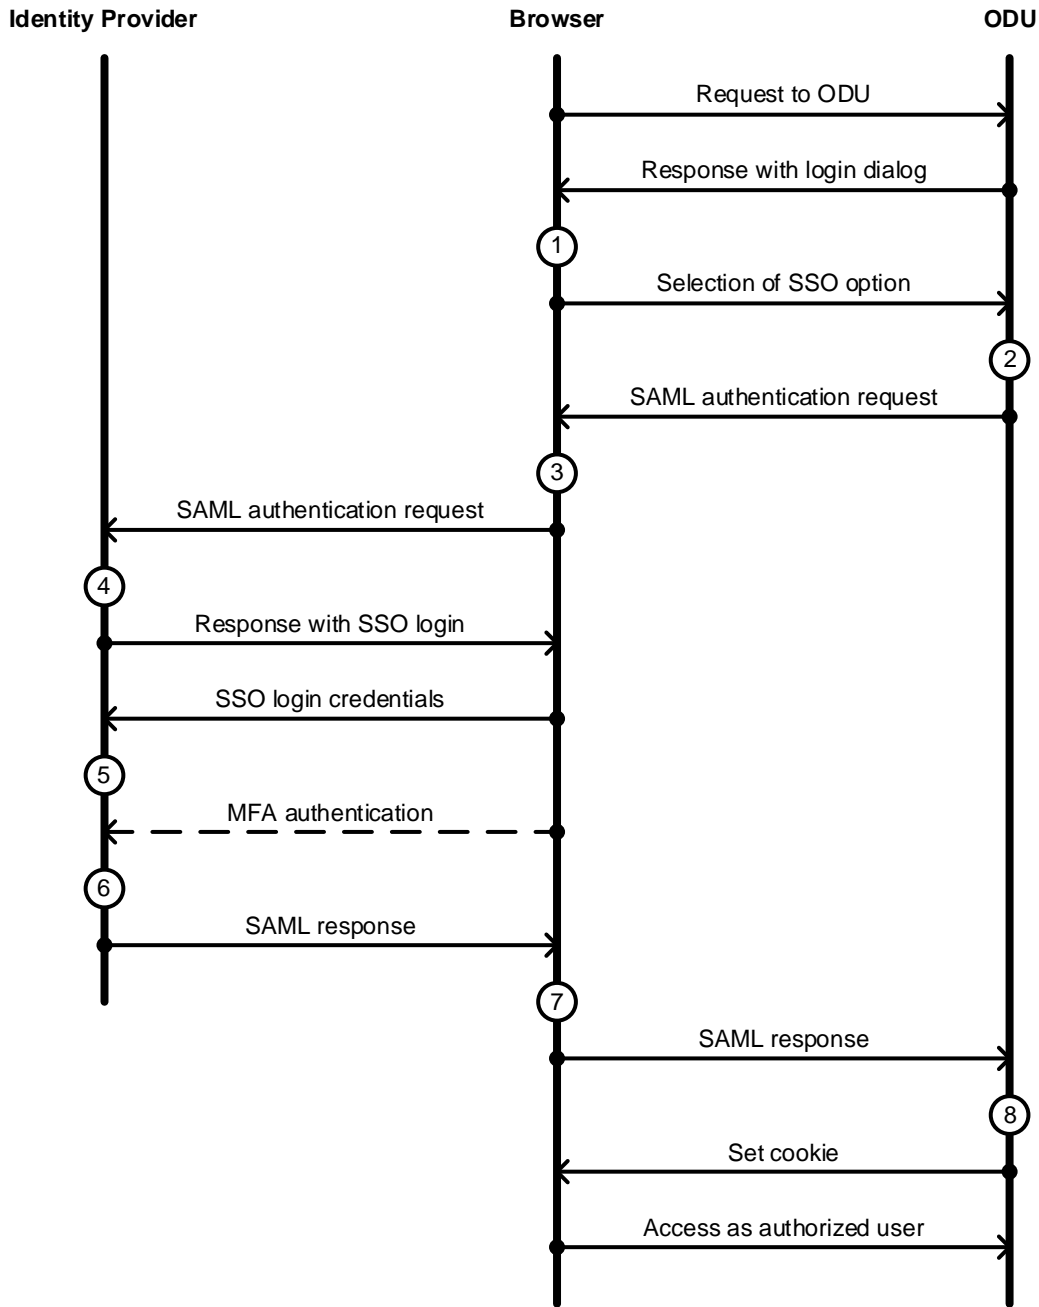 Identity Provider
Browser
ODU
Request to ODU
Response with login dialog
1
Selection of SSO option
2
SAML authentication request
3
SAML authentication request
4
Response with SSO login
SSO login credentials
5
MFA authentication
6
SAML response
7
SAML response
8
Set cookie
Access as authorized user